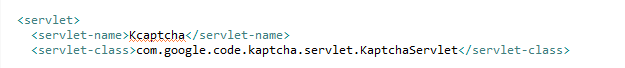 <servlet>
<servlet-name>Kcaptcha</servlet-name>
<servlet-class>com.google.code.kaptcha.servlet.KaptchaServlet</servlet-class>